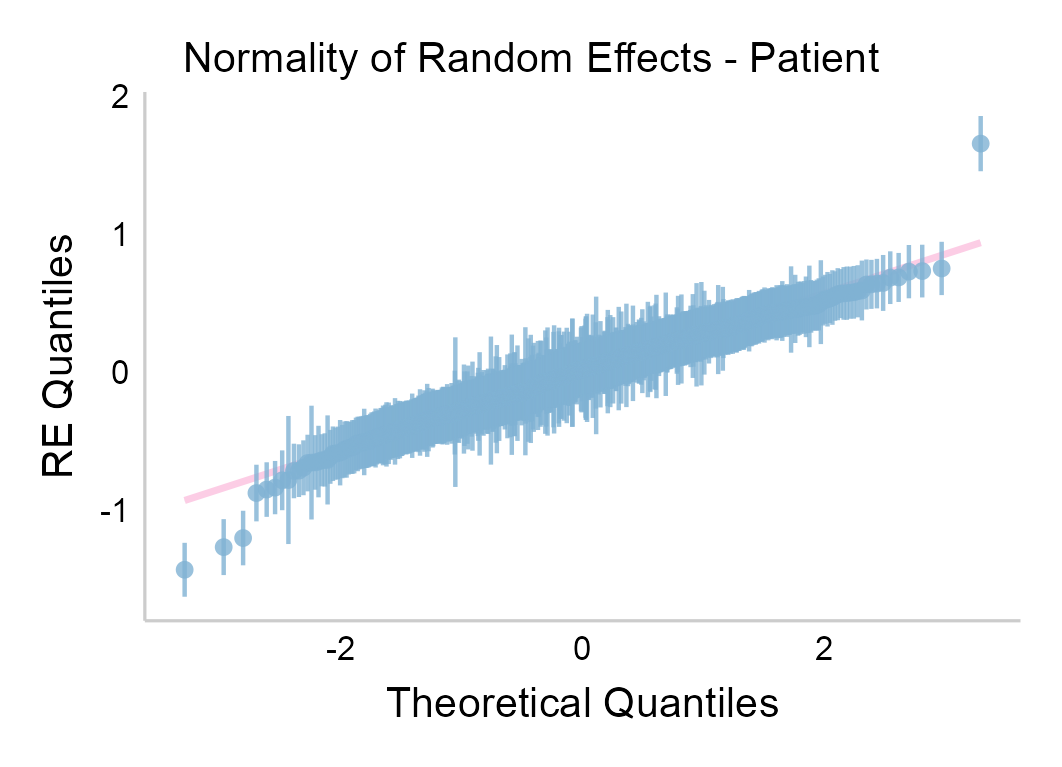 Normality of Random Effects - Patient
2
1
0
-1
RE Quantiles
-2 0 2
Theoretical Quantiles